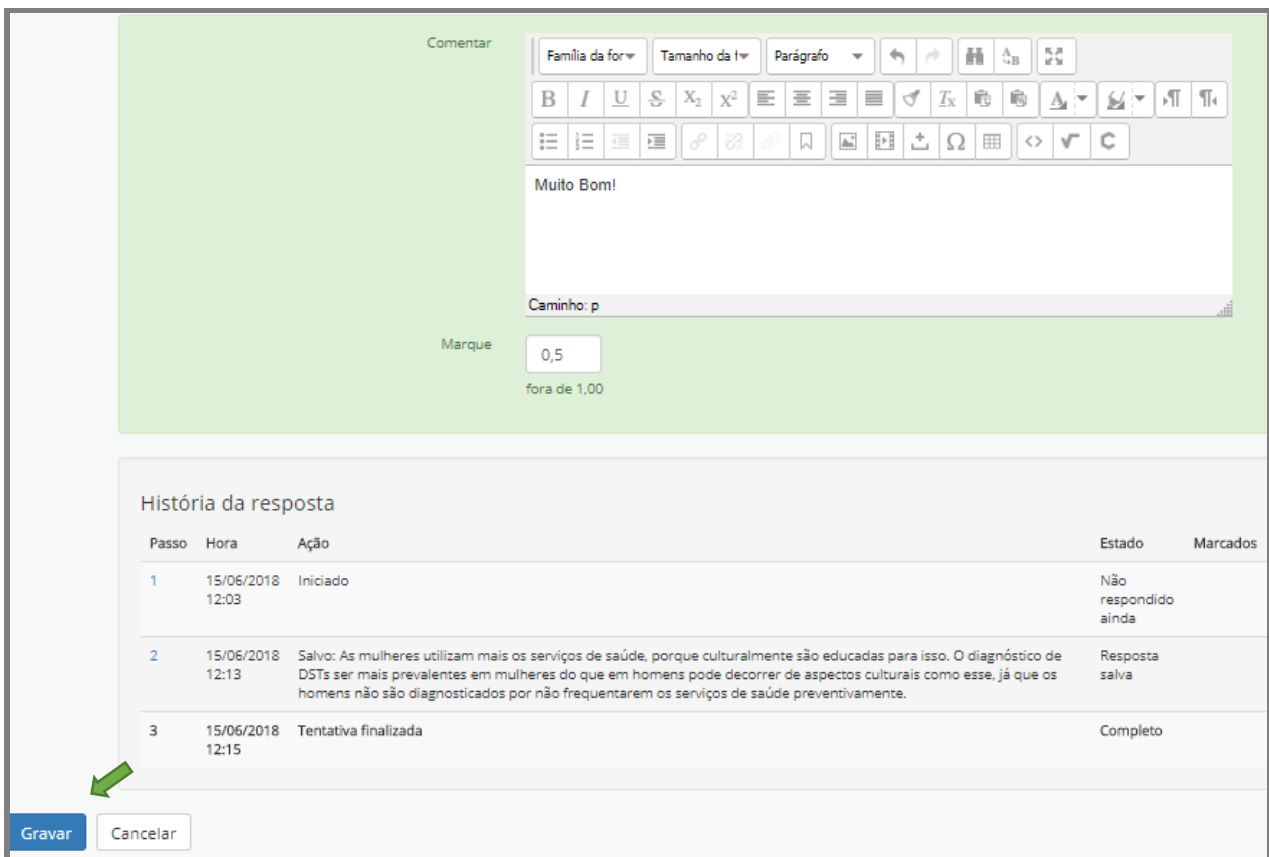 Comentar
Família da for
Tamanho da t
Parágrafo
B I U S X₂ X² Tx
Ω <> √ C
Muito Bom!
Caminho: p
Marque
0,5
fora de 1,00
História da resposta
Passo Hora Ação Estado Marcados
1 15/06/2018 Iniciado Não
12:03 respondido
ainda
2 15/06/2018 Salvo: As mulheres utilizam mais os serviços de saúde, porque culturalmente são educadas para isso. O diagnóstico de Resposta
12:13 DSTs ser mais prevalentes em mulheres do que em homens pode decorrer de aspectos culturais como esse, já que os salva
homens não são diagnosticados por não frequentarem os serviços de saúde preventivamente.
3 15/06/2018 Tentativa finalizada Completo
12:15
Gravar Cancelar